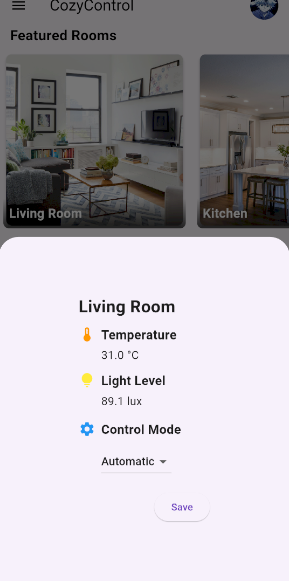 CozyControl
Featured Rooms
Living Room
Kitchen
Living Room
Temperature
31.0 °C
Light Level
89.1 lux
Control Mode
Automatic
Save